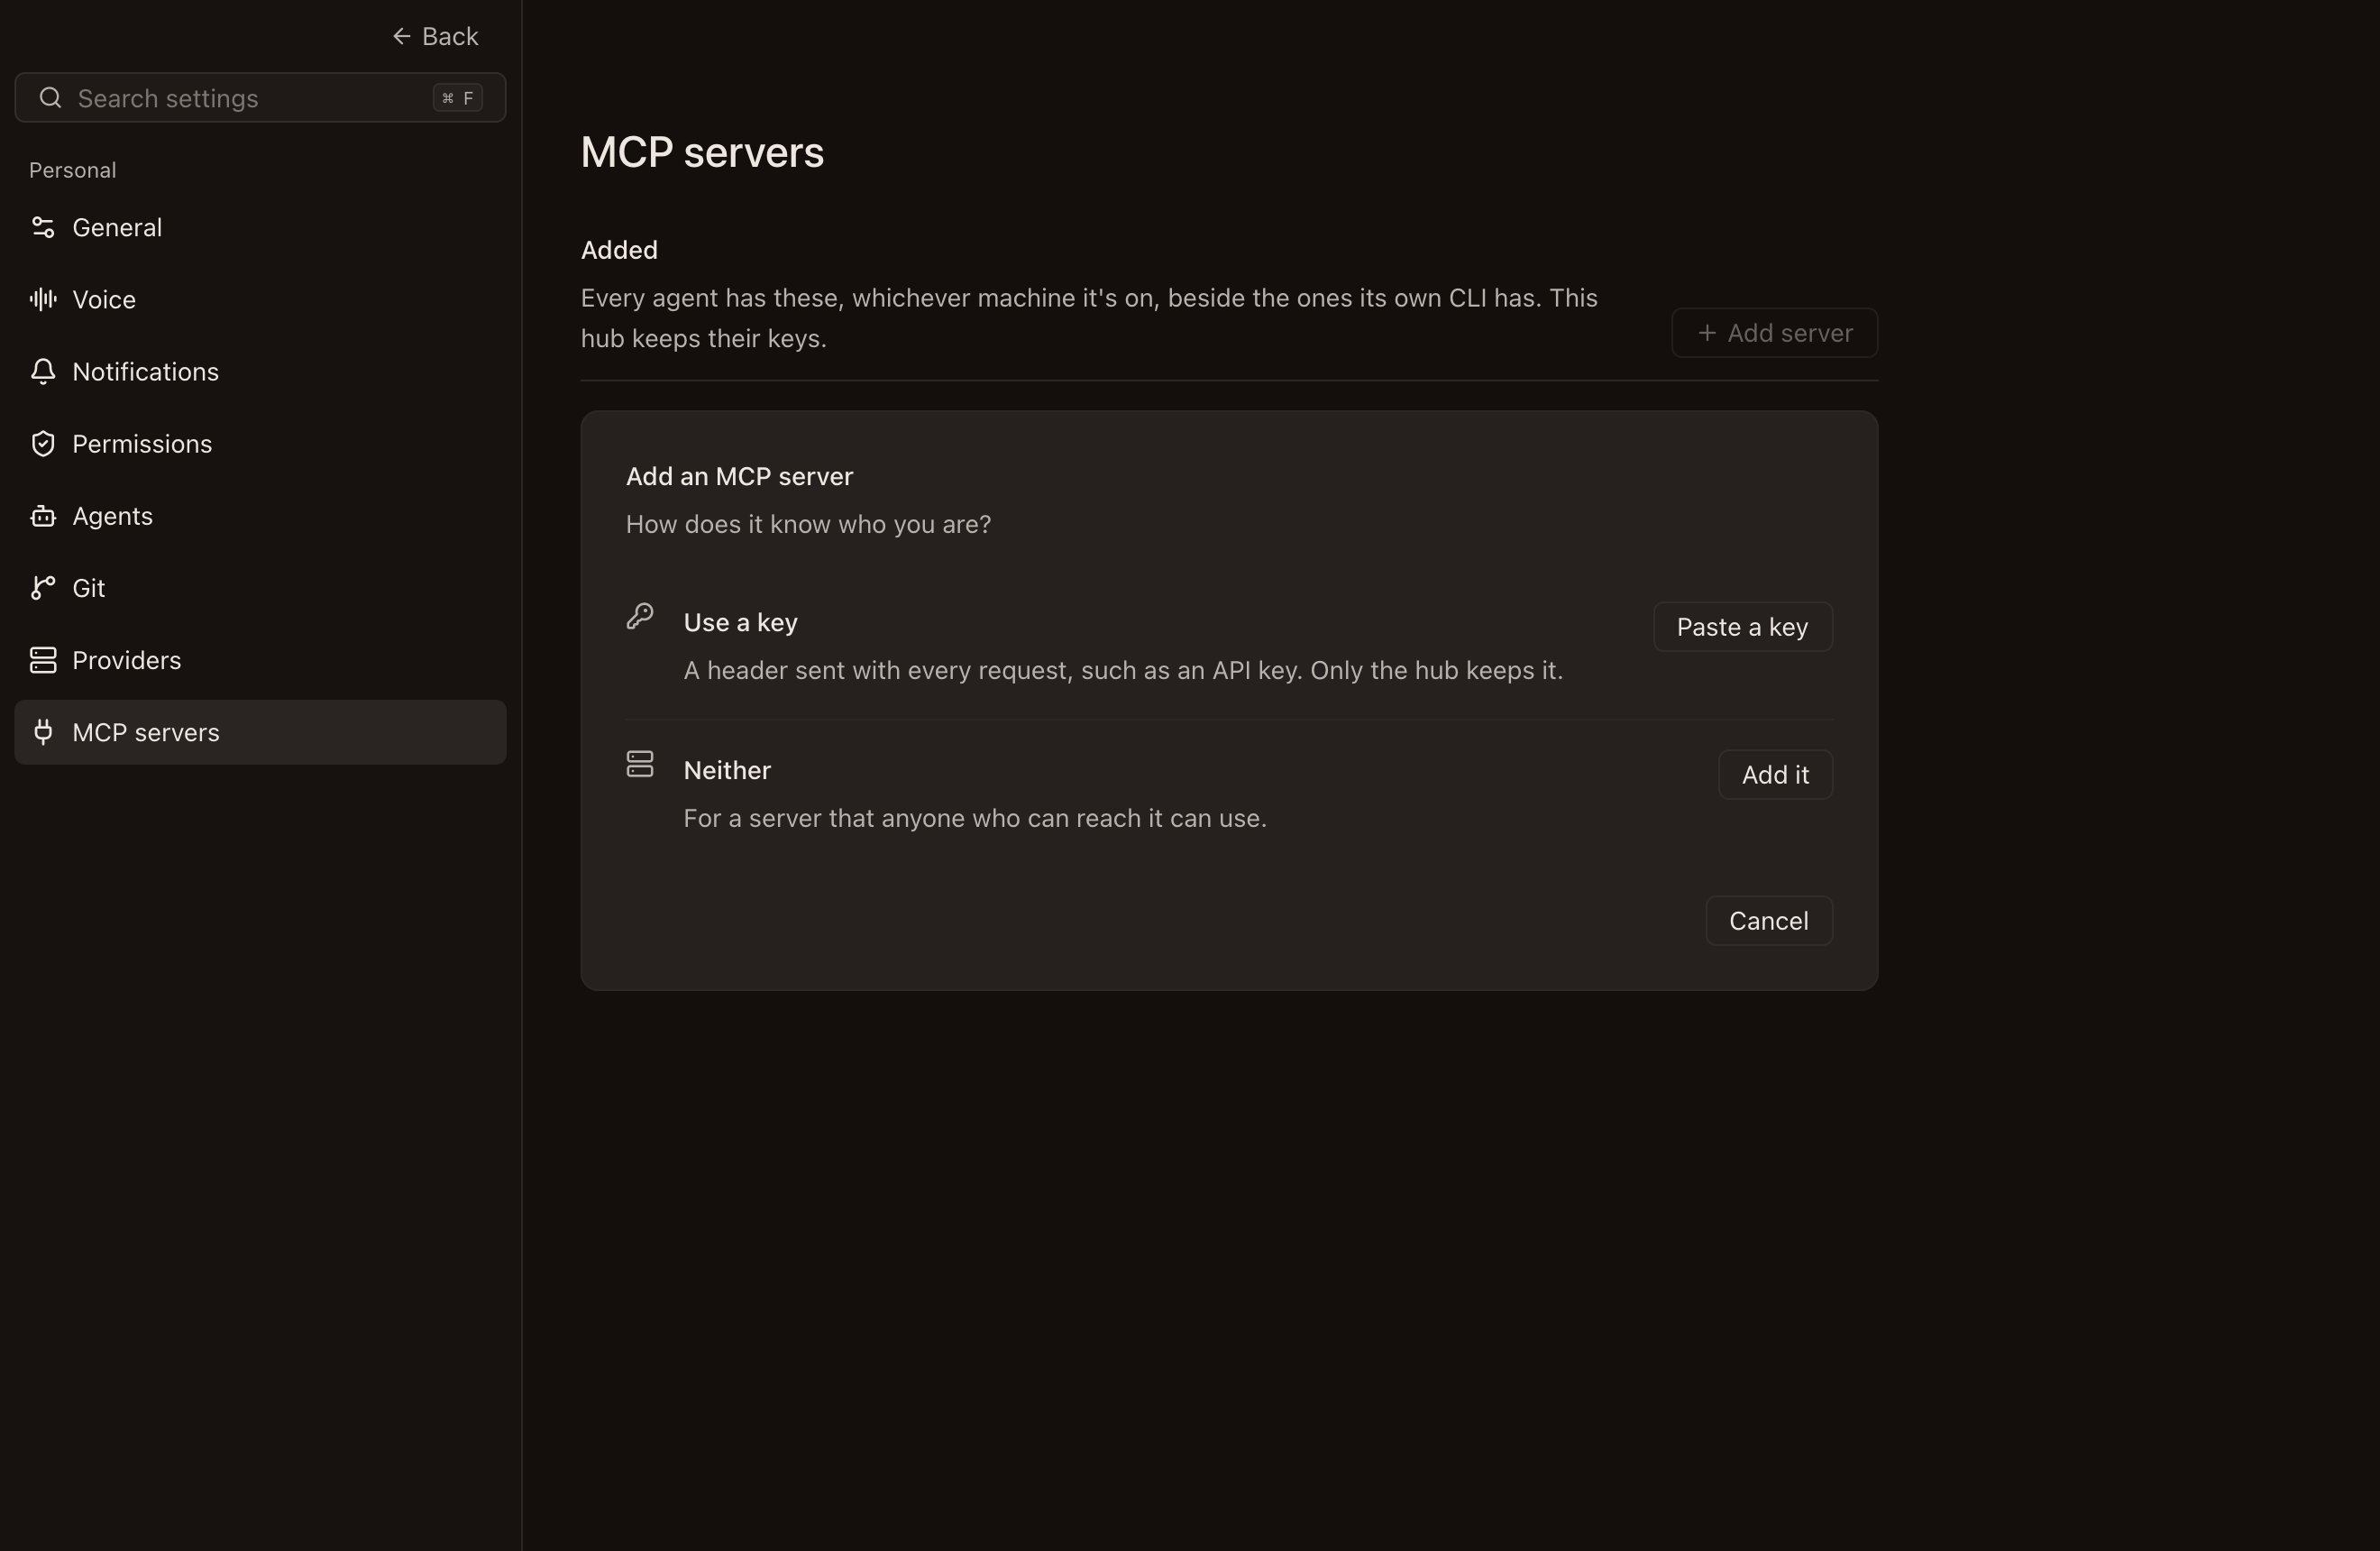 ← Back
Search settings
⌘ F
Personal
General
Voice
Notifications
Permissions
Agents
Git
Providers
MCP servers
MCP servers
Added
Every agent has these, whichever machine it's on, beside the ones its own CLI has. This
hub keeps their keys.
+ Add server
Add an MCP server
How does it know who you are?
Use a key
A header sent with every request, such as an API key. Only the hub keeps it.
Paste a key
Neither
For a server that anyone who can reach it can use.
Add it
Cancel